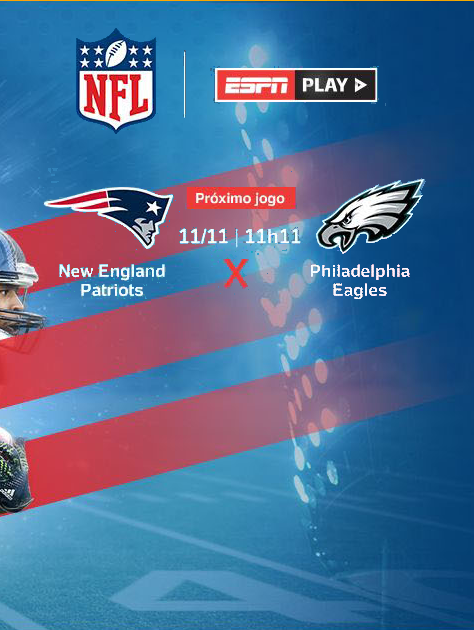 NFL
ESPN PLAY
Próximo jogo
11/11 | 11h11
New England
Patriots
X
Philadelphia
Eagles